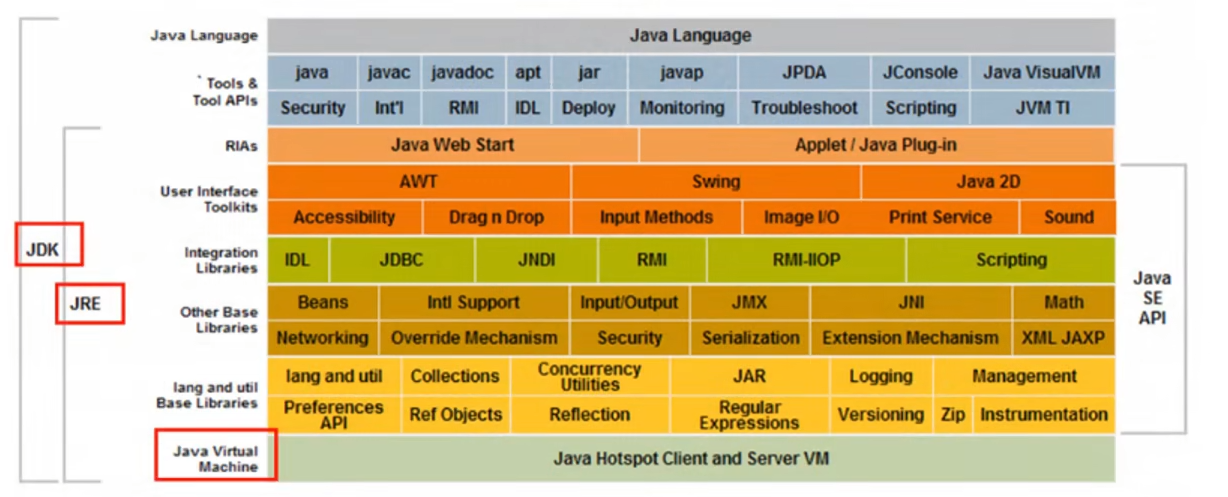 Java Language Java Language
` Tools & Tool APIs
java javac javadoc apt jar javap JPDA JConsole Java VisualVM
Security Int'l RMI IDL Deploy Monitoring Troubleshoot Scripting JVM TI
RIAs Java Web Start Applet / Java Plug-in
User Interface Toolkits
AWT Swing Java 2D
Accessibility Drag n Drop Input Methods Image I/O Print Service Sound
JDK
Integration Libraries
IDL JDBC JNDI RMI RMI-IIOP Scripting
Java SE API
JRE
Other Base Libraries
Beans Intl Support Input/Output JMX JNI Math
Networking Override Mechanism Security Serialization Extension Mechanism XML JAXP
lang and util Base Libraries
lang and util Collections Concurrency Utilities JAR Logging Management
Preferences API Ref Objects Reflection Regular Expressions Versioning Zip Instrumentation
Java Virtual Machine
Java Hotspot Client and Server VM